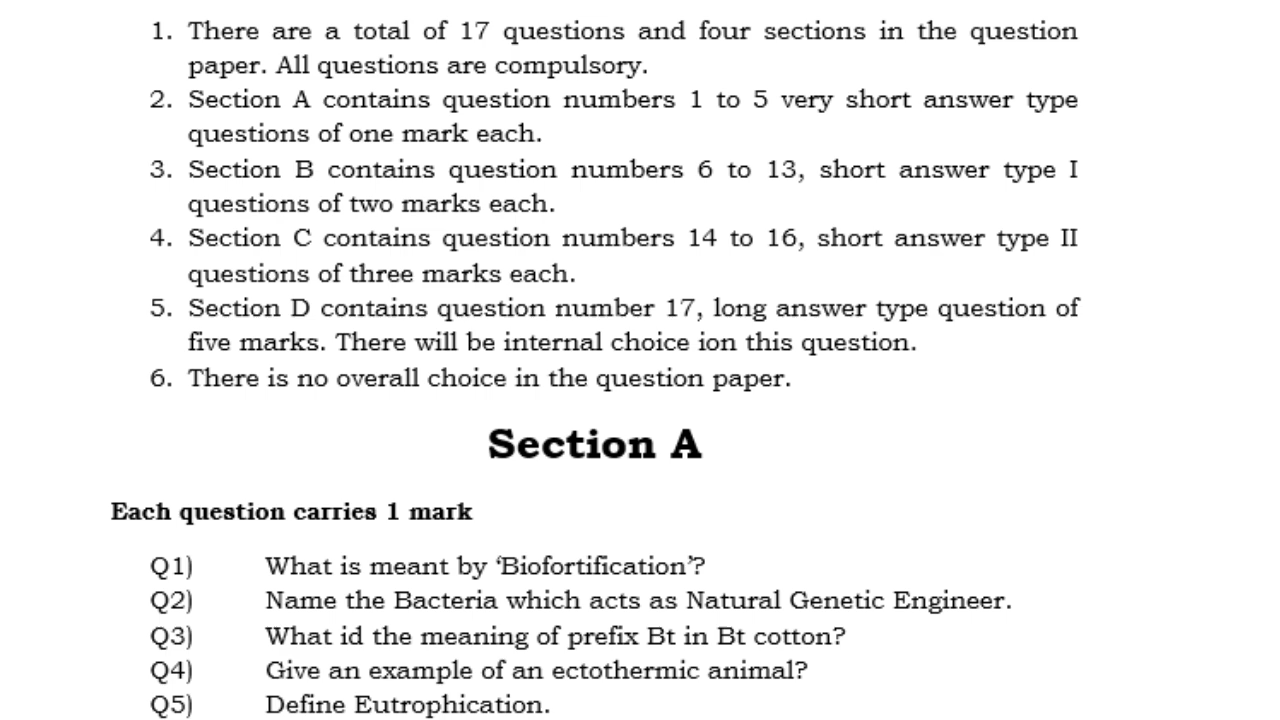 1. There are a total of 17 questions and four sections in the question
paper. All questions are compulsory.
2. Section A contains question numbers 1 to 5 very short answer type
questions of one mark each.
3. Section B contains question numbers 6 to 13, short answer type I
questions of two marks each.
4. Section C contains question numbers 14 to 16, short answer type II
questions of three marks each.
5. Section D contains question number 17, long answer type question of
five marks. There will be internal choice ion this question.
6. There is no overall choice in the question paper.
Section A
Each question carries 1 mark
Q1) What is meant by ‘Biofortification’?
Q2) Name the Bacteria which acts as Natural Genetic Engineer.
Q3) What id the meaning of prefix Bt in Bt cotton?
Q4) Give an example of an ectothermic animal?
Q5) Define Eutrophication.